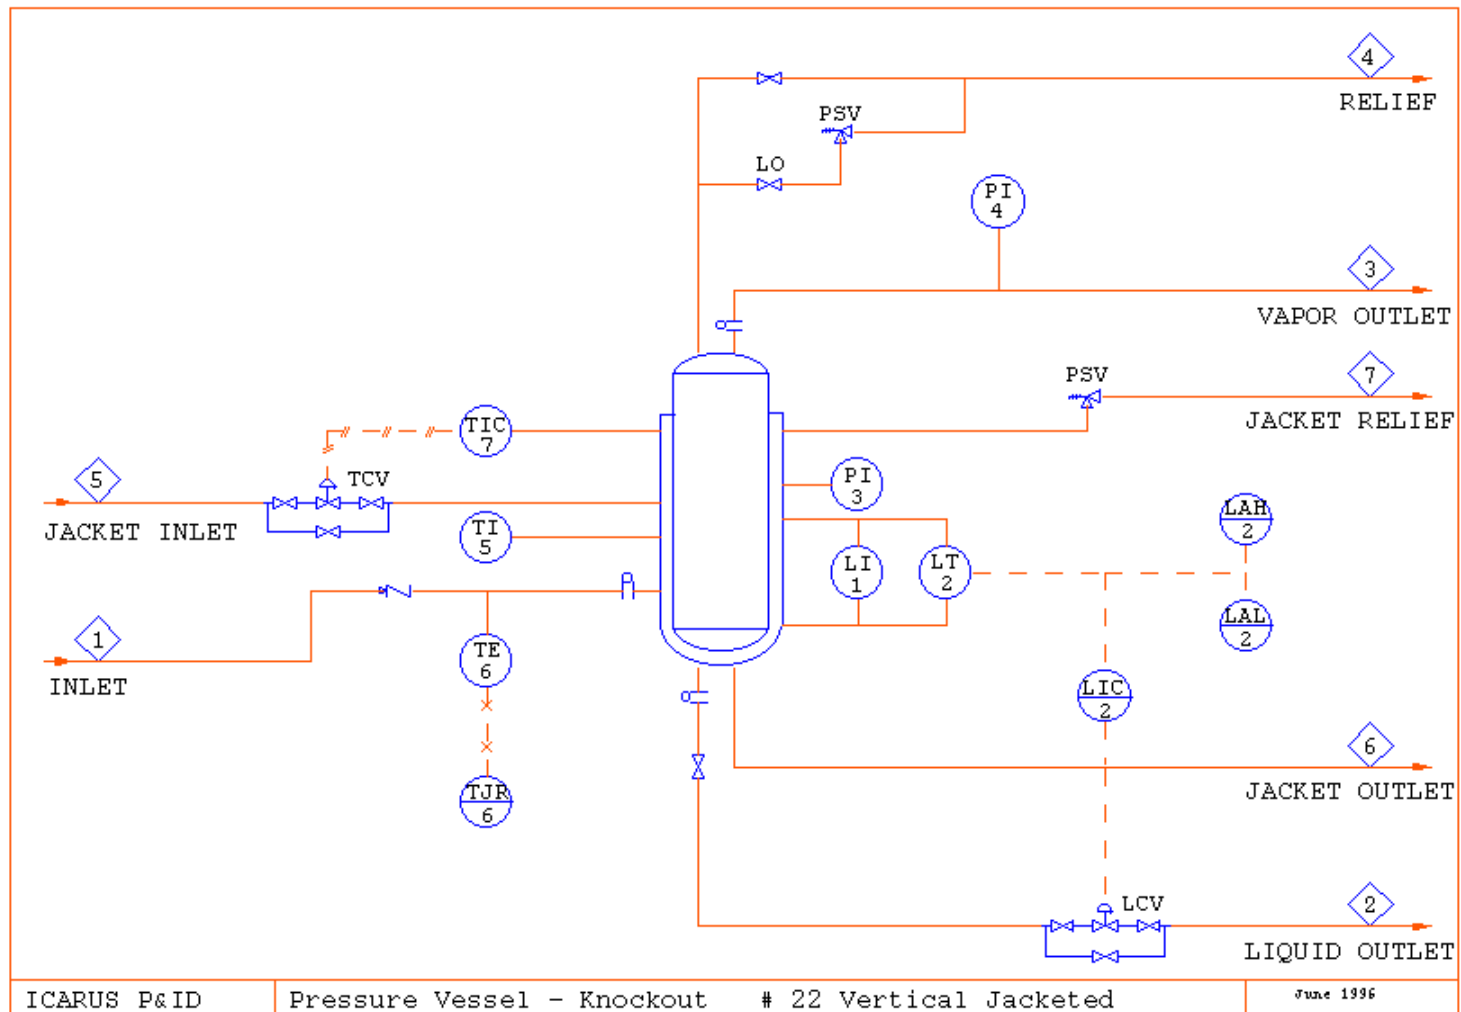 4
RELIEF
PSV
LO
PI
4
3
VAPOR OUTLET
PSV
7
JACKET RELIEF
TIC
7
5
TCV
JACKET INLET
TI
5
PI
3
LI
1
LT
2
LAH
2
LAL
2
1
INLET
TE
6
LIC
2
TJR
6
6
JACKET OUTLET
LCV
2
LIQUID OUTLET
ICARUS P&ID
Pressure Vessel - Knockout # 22 Vertical Jacketed
June 1996